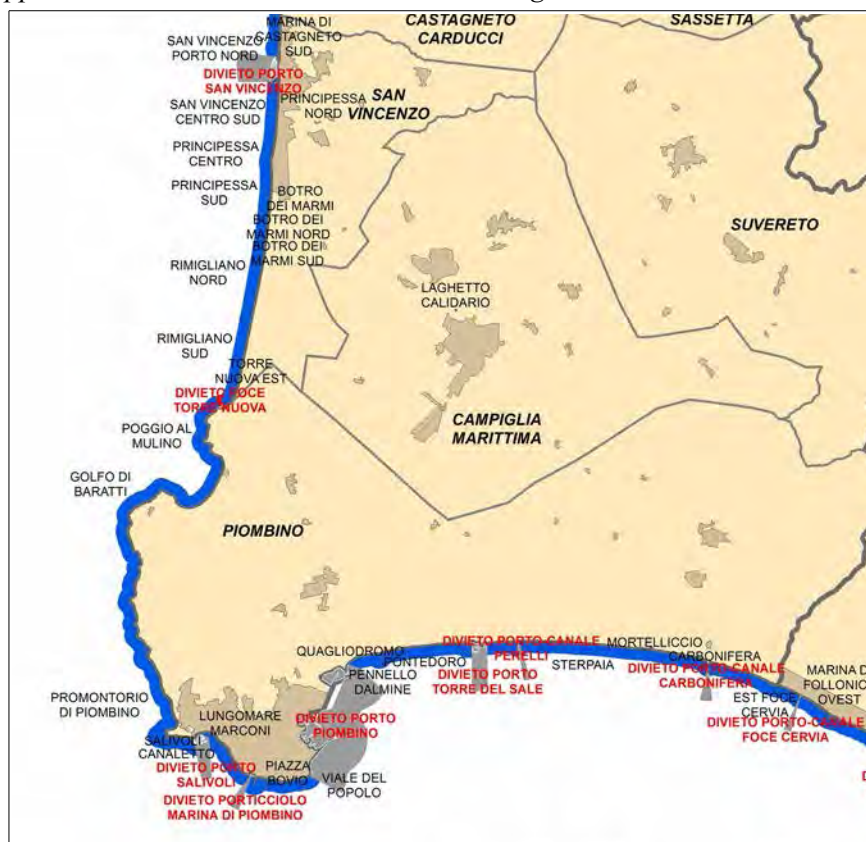 MARINA DI
CASTAGNETO
SUD
CASTAGNETO
CARDUCCI
SASSETTA
SAN VINCENZO
PORTO NORD
DIVIETO PORTO
SAN VINCENZO
SAN VINCENZO
CENTRO SUD
PRINCIPESSA
NORD
SAN
VINCENZO
PRINCIPESSA
CENTRO
PRINCIPESSA
SUD
BOTRO
DEI MARMI
BOTRO DEI
MARMI NORD
BOTRO DEI
MARMI SUD
SUVERETO
RIMIGLIANO
NORD
LAGHETTO
CALIDARIO
RIMIGLIANO
SUD
TORRE
NUOVA EST
DIVIETO FOCE
TORRE NUOVA
POGGIO AL
MULINO
CAMPIGLIA
MARITTIMA
GOLFO DI
BARATTI
PIOMBINO
QUAGLIODROMO
PONTEDORO
PENNELLO
DALMINE
DIVIETO PORTO-CANALE
PERELLI
DIVIETO PORTO
TORRE DEL SALE
STERPAIA
MORTELLICCIO
CARBONIFERA
DIVIETO PORTO-CANALE
CARBONIFERA
MARINA D
FOLLONIC
OVEST
EST FOCE
CERVIA
DIVIETO PORTO-CANALE
FOCE CERVIA
PROMONTORIO
DI PIOMBINO
LUNGOMARE
MARCONI
DIVIETO PORTO
PIOMBINO
SALIVOLI
CANALETTO
DIVIETO PORTO
SALIVOLI
PIAZZA
BOVIO
VIALE DEL
POPOLO
DIVIETO PORTICCIOLO
MARINA DI PIOMBINO